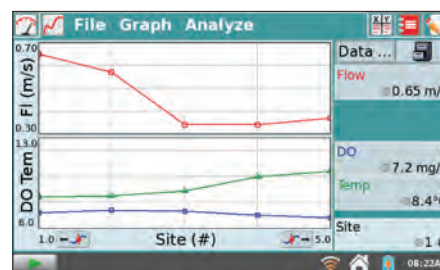 File Graph Analyze
X Y
0.70
Fl (m/s)
0.30
13.0
DO Tem
6.0
1.0
Site (#)
5.0
Data ...
Flow
0.65 m/
DO
7.2 mg/
Temp
8.4°
Site
1
08:22A